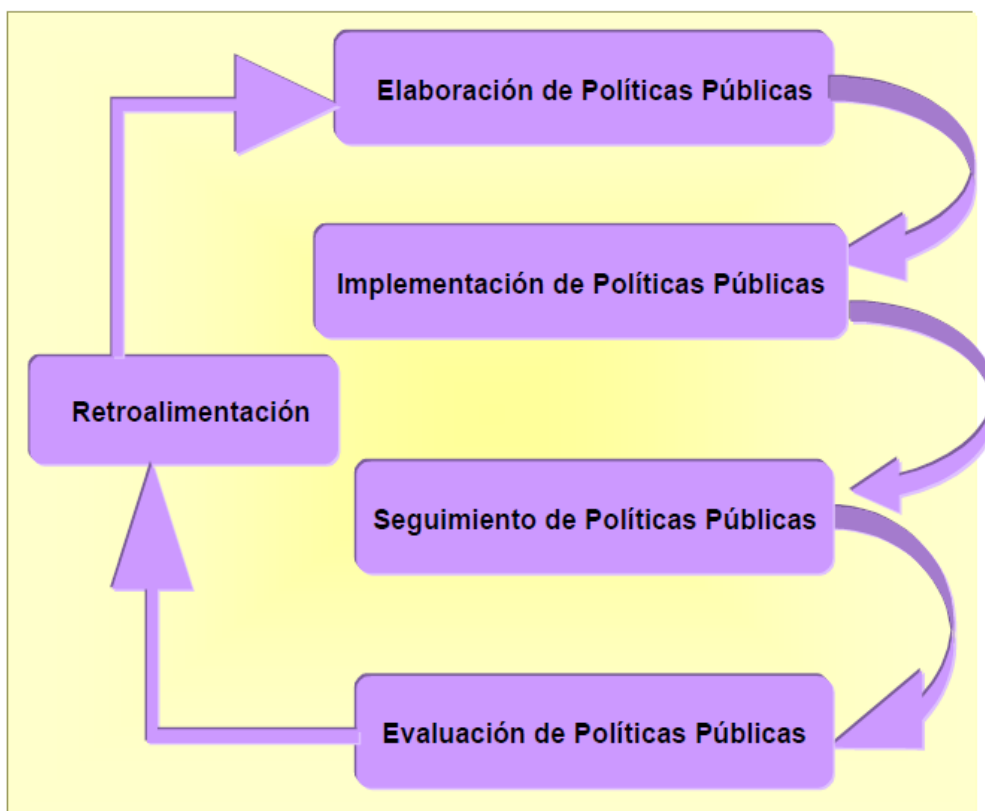 Elaboración de Políticas Públicas
Implementación de Políticas Públicas
Retroalimentación
Seguimiento de Políticas Públicas
Evaluación de Políticas Públicas